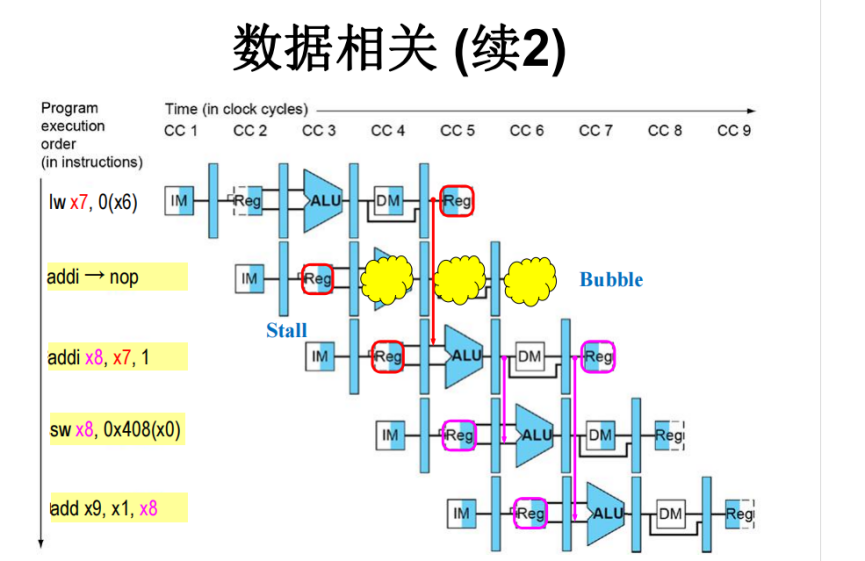 数据相关 (续2)
Program
execution
order
(in instructions)
Time (in clock cycles)
CC 1 CC 2 CC 3 CC 4 CC 5 CC 6 CC 7 CC 8 CC 9
lw x7, 0(x6)
IM Reg ALU DM Reg
addi → nop
IM Reg
Bubble
Stall
addi x8, x7, 1
IM Reg ALU DM Reg
sw x8, 0x408(x0)
IM Reg ALU DM Reg
add x9, x1, x8
IM Reg ALU DM Reg